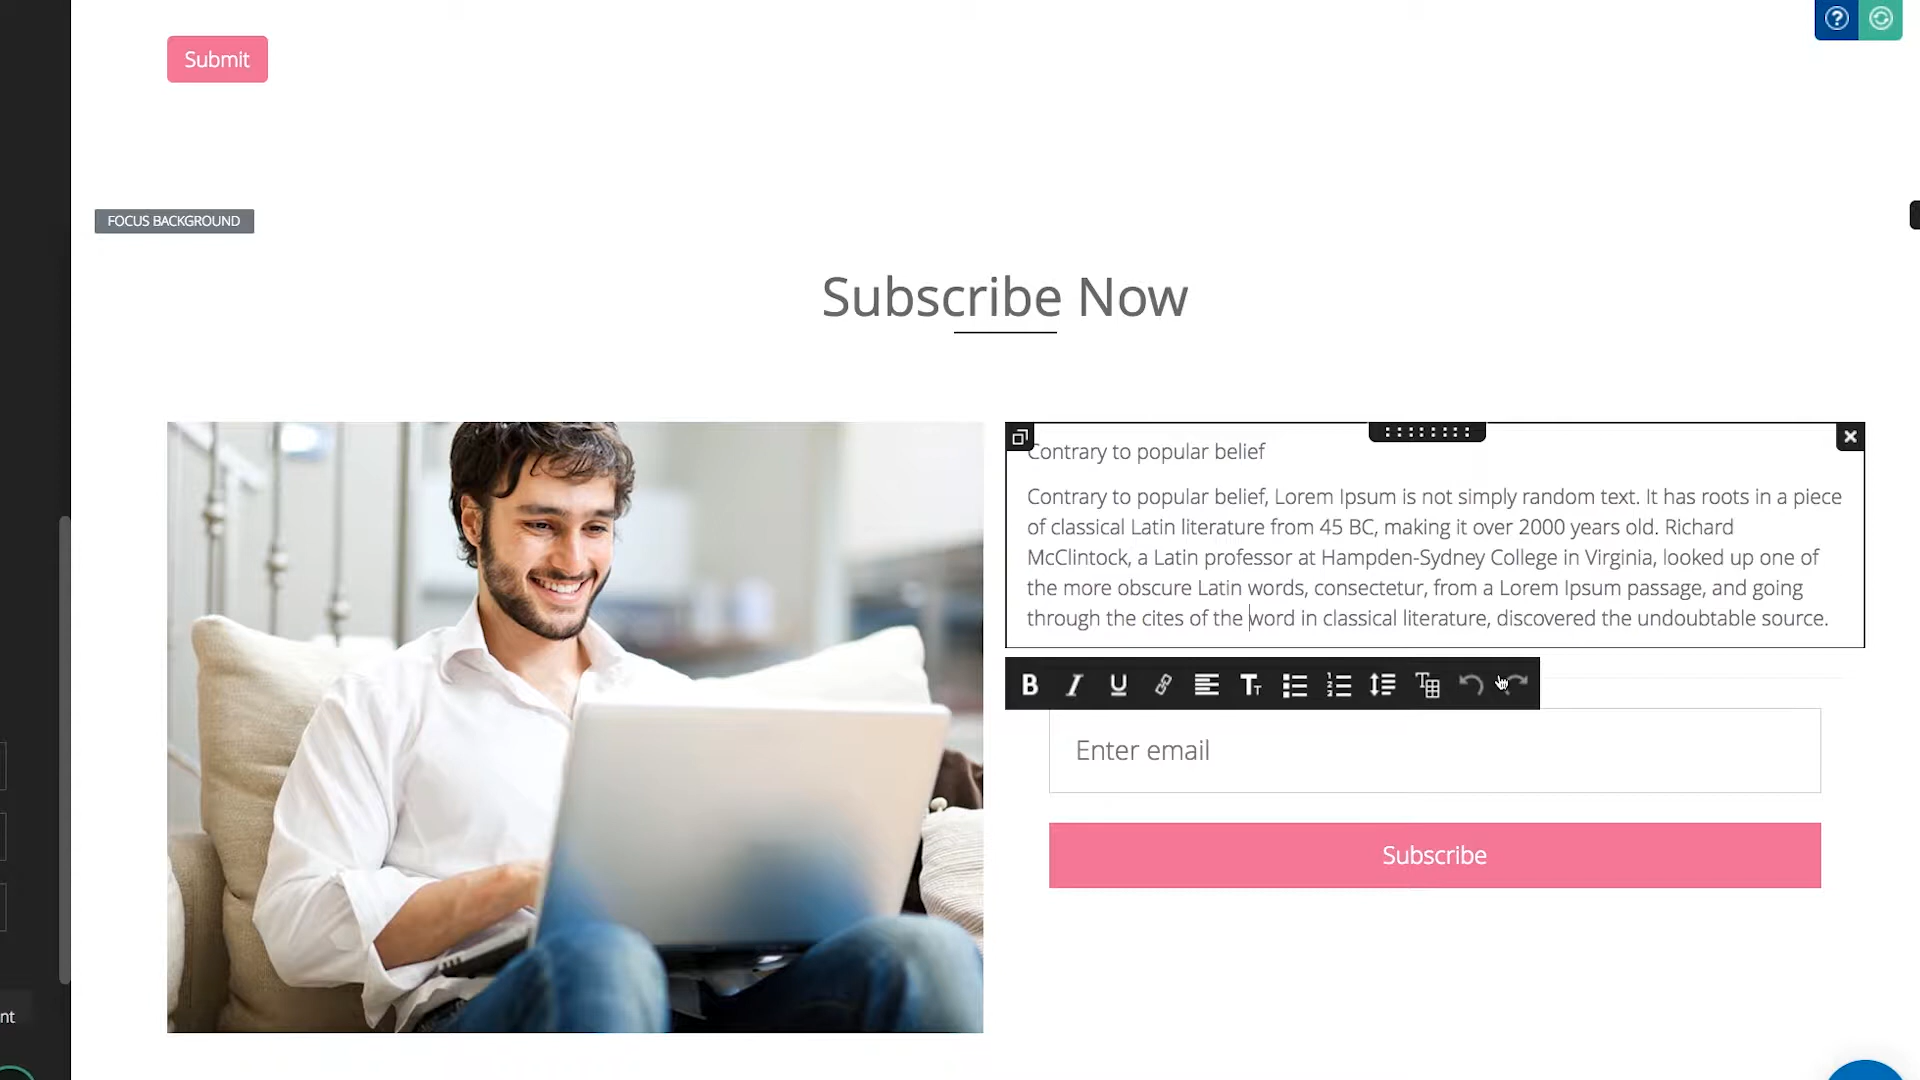 Submit
FOCUS BACKGROUND
Subscribe Now
Contrary to popular belief
Contrary to popular belief, Lorem Ipsum is not simply random text. It has roots in a piece
of classical Latin literature from 45 BC, making it over 2000 years old. Richard
McClintock, a Latin professor at Hampden-Sydney College in Virginia, looked up one of
the more obscure Latin words, consectetur, from a Lorem Ipsum passage, and going
through the cites of the word in classical literature, discovered the undoubtable source.
Enter email
Subscribe
nt